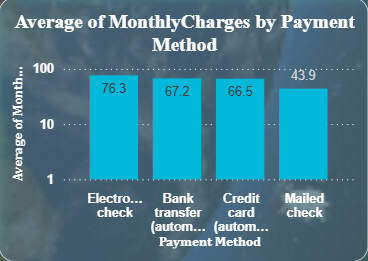 Average of MonthlyCharges by Payment
Method
Average of Month...
100
10
1
76.3
67.2
66.5
43.9
Electro... Bank Credit Mailed
check transfer card check
(autom... (autom...
Payment Method